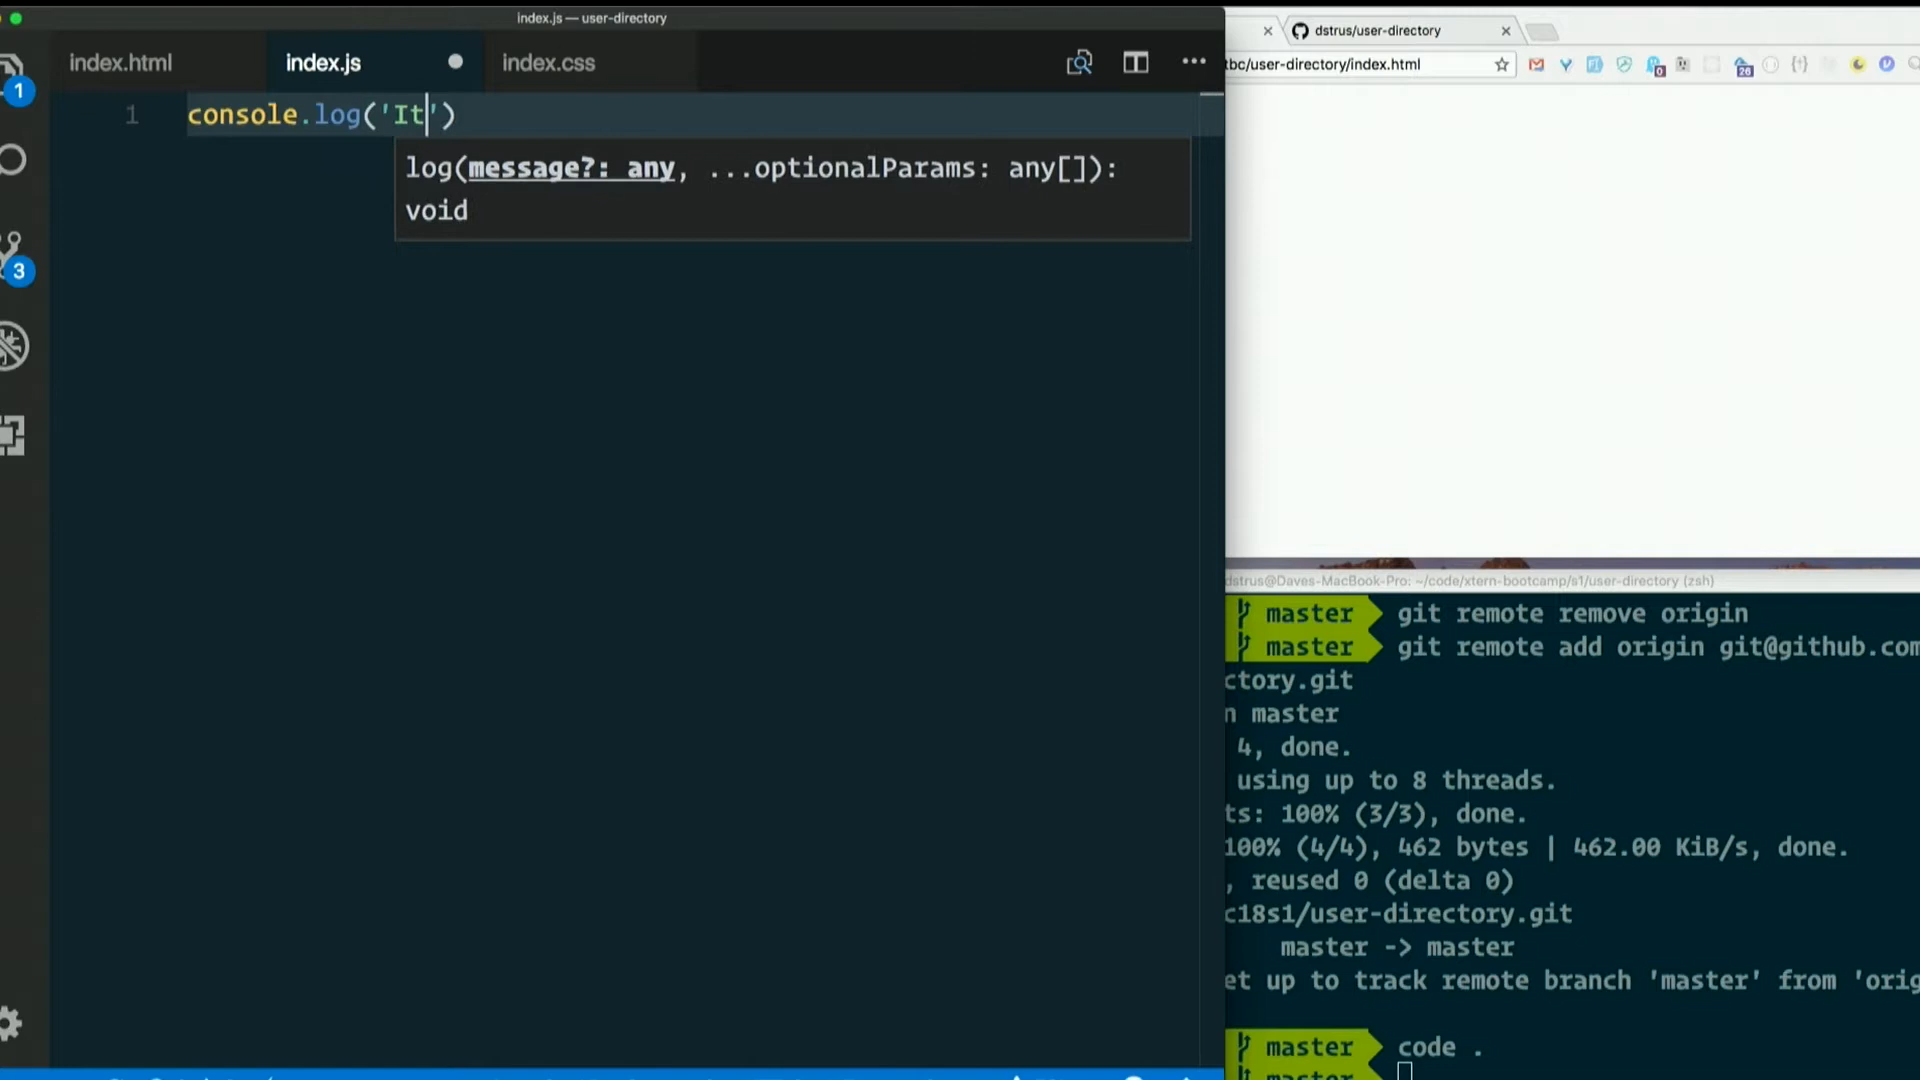 index.js — user-directory
index.html
index.js
index.css
1
console.log('It')
log(message?: any, ...optionalParams: any[]):
void
1
3
dstrus/user-directory
tbc/user-directory/index.html
0
26
dstrus@Daves-MacBook-Pro: ~/code/xtern-bootcamp/s1/user-directory (zsh)
master git remote remove origin
master git remote add origin git@github.com
ctory.git
n master
4, done.
using up to 8 threads.
ts: 100% (3/3), done.
100% (4/4), 462 bytes | 462.00 KiB/s, done.
, reused 0 (delta 0)
c18s1/user-directory.git
master -> master
et up to track remote branch 'master' from 'orig
master code .
master